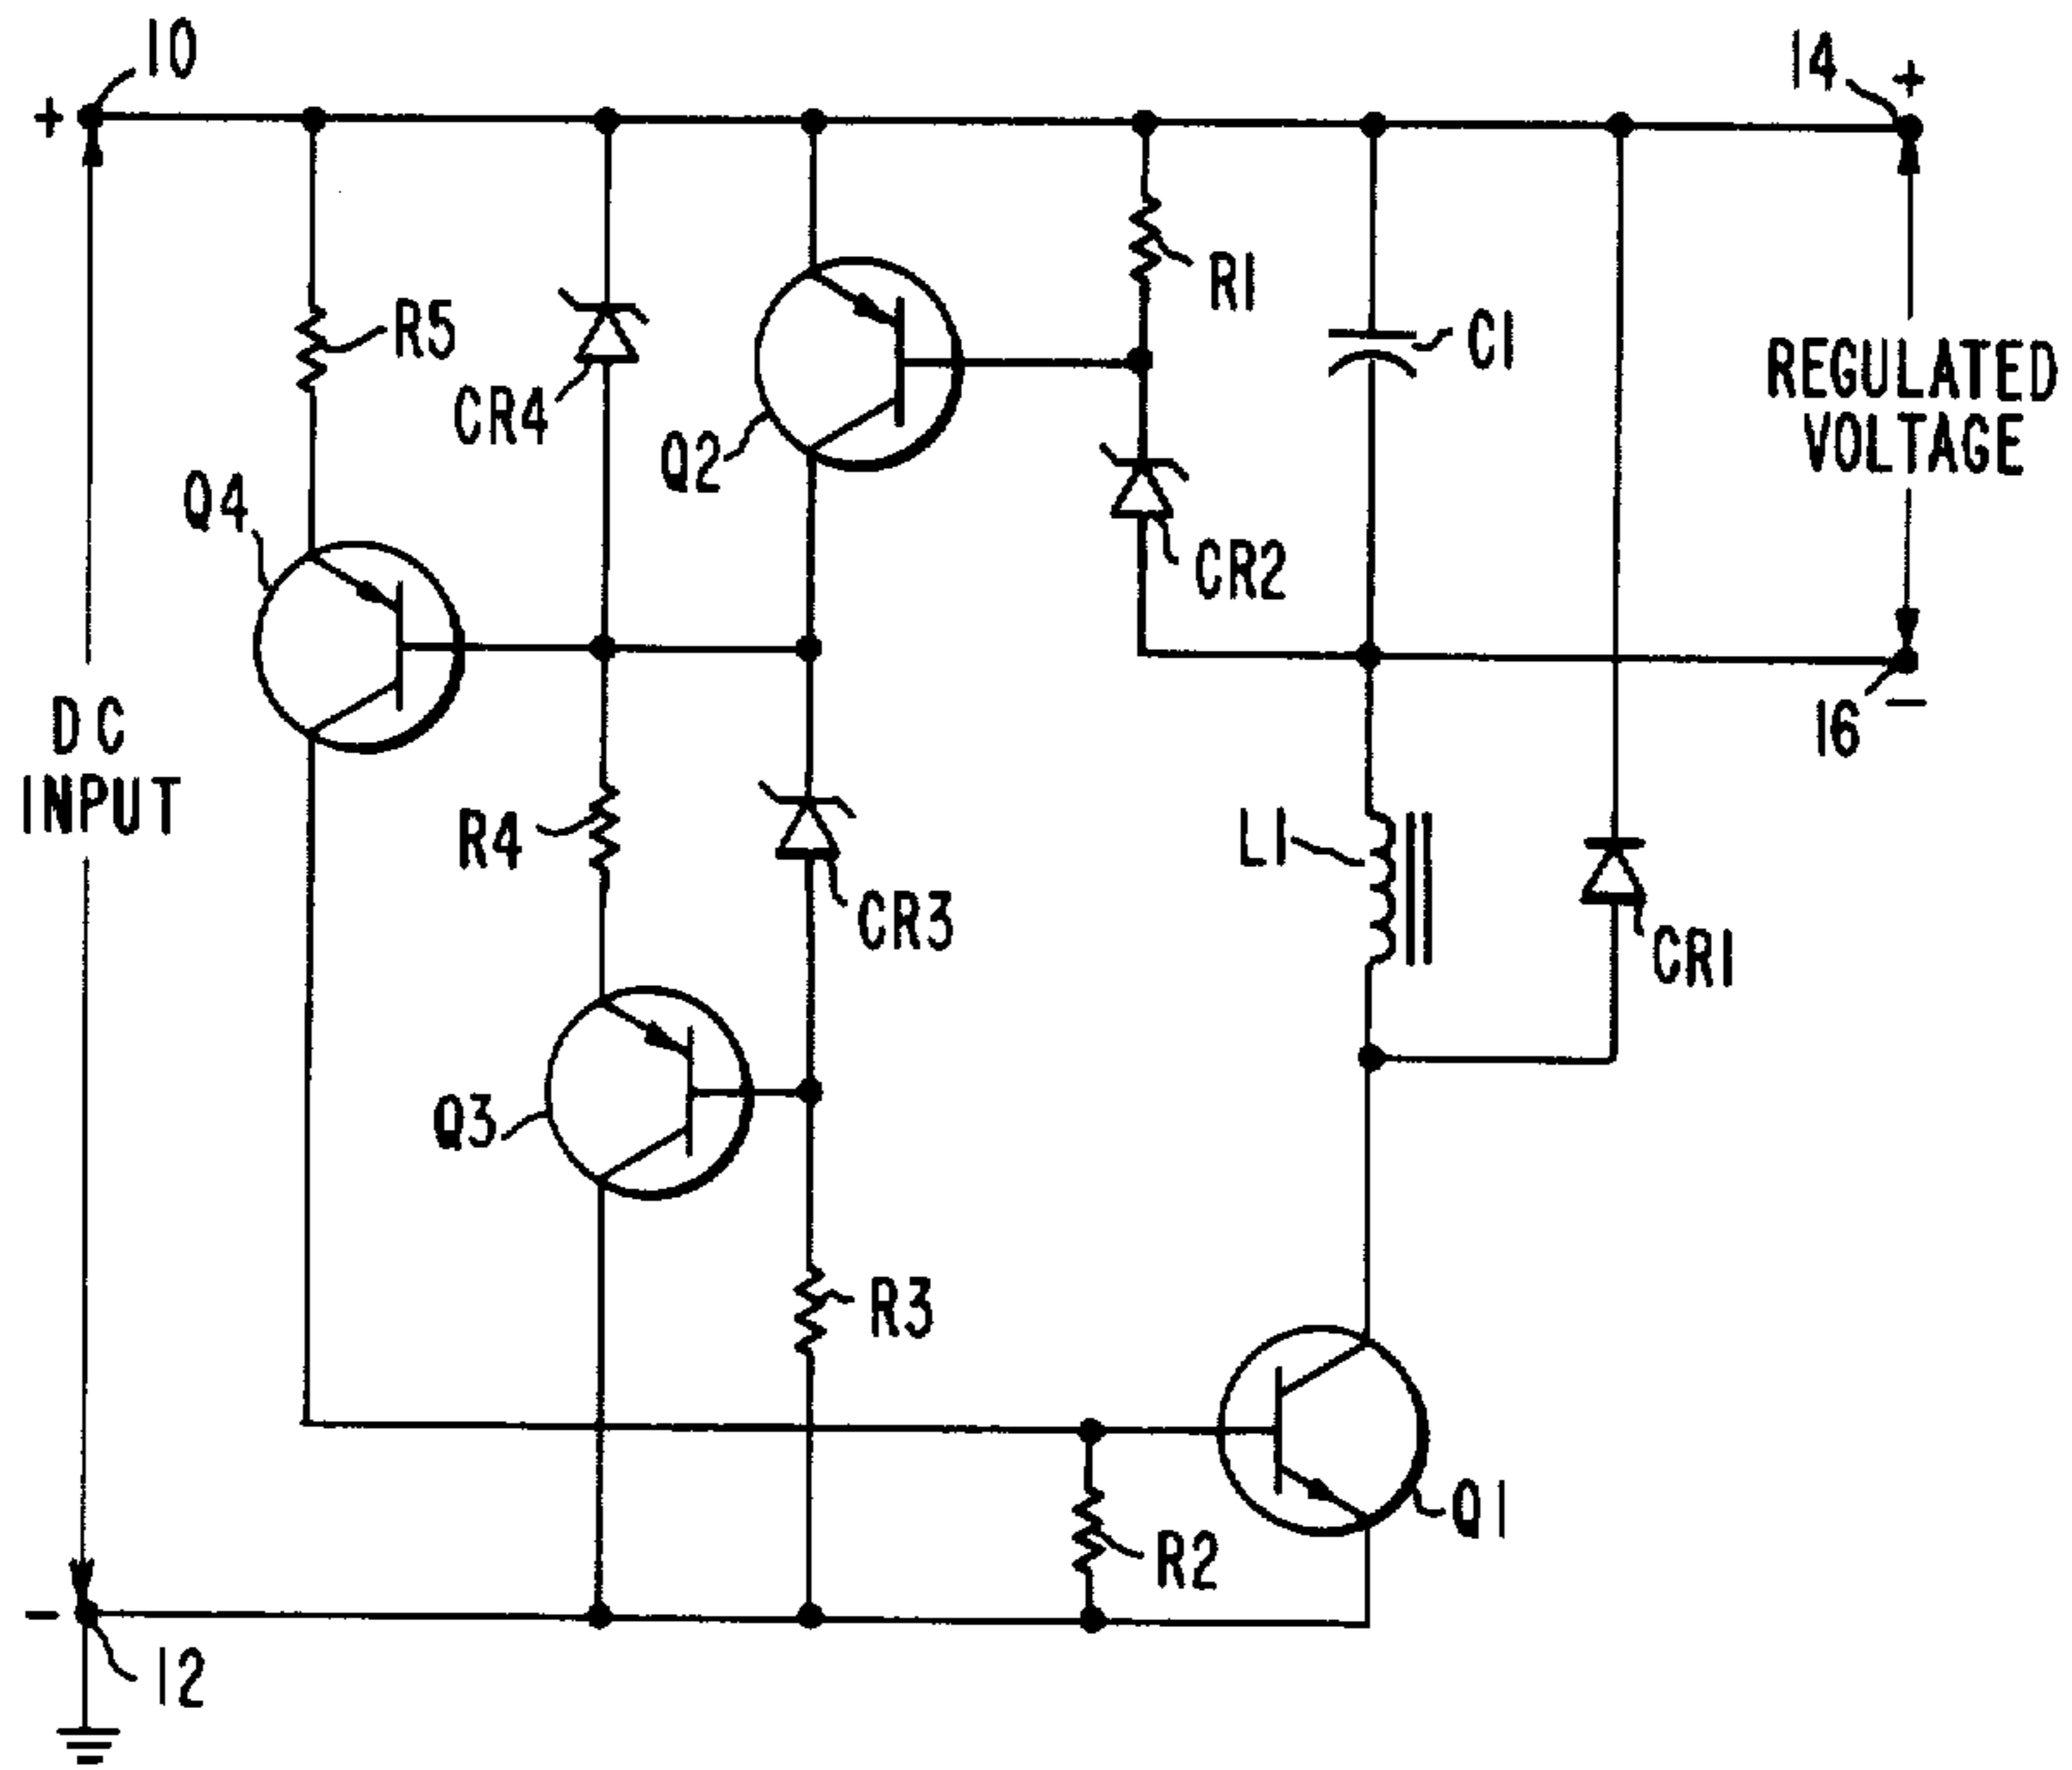 10
14
+
+
R1
R5
C1
CR4
REGULATED
VOLTAGE
Q2
Q4
CR2
DC
INPUT
16
-
R4
L1
CR3
CR1
Q3
R3
Q1
R2
-
12